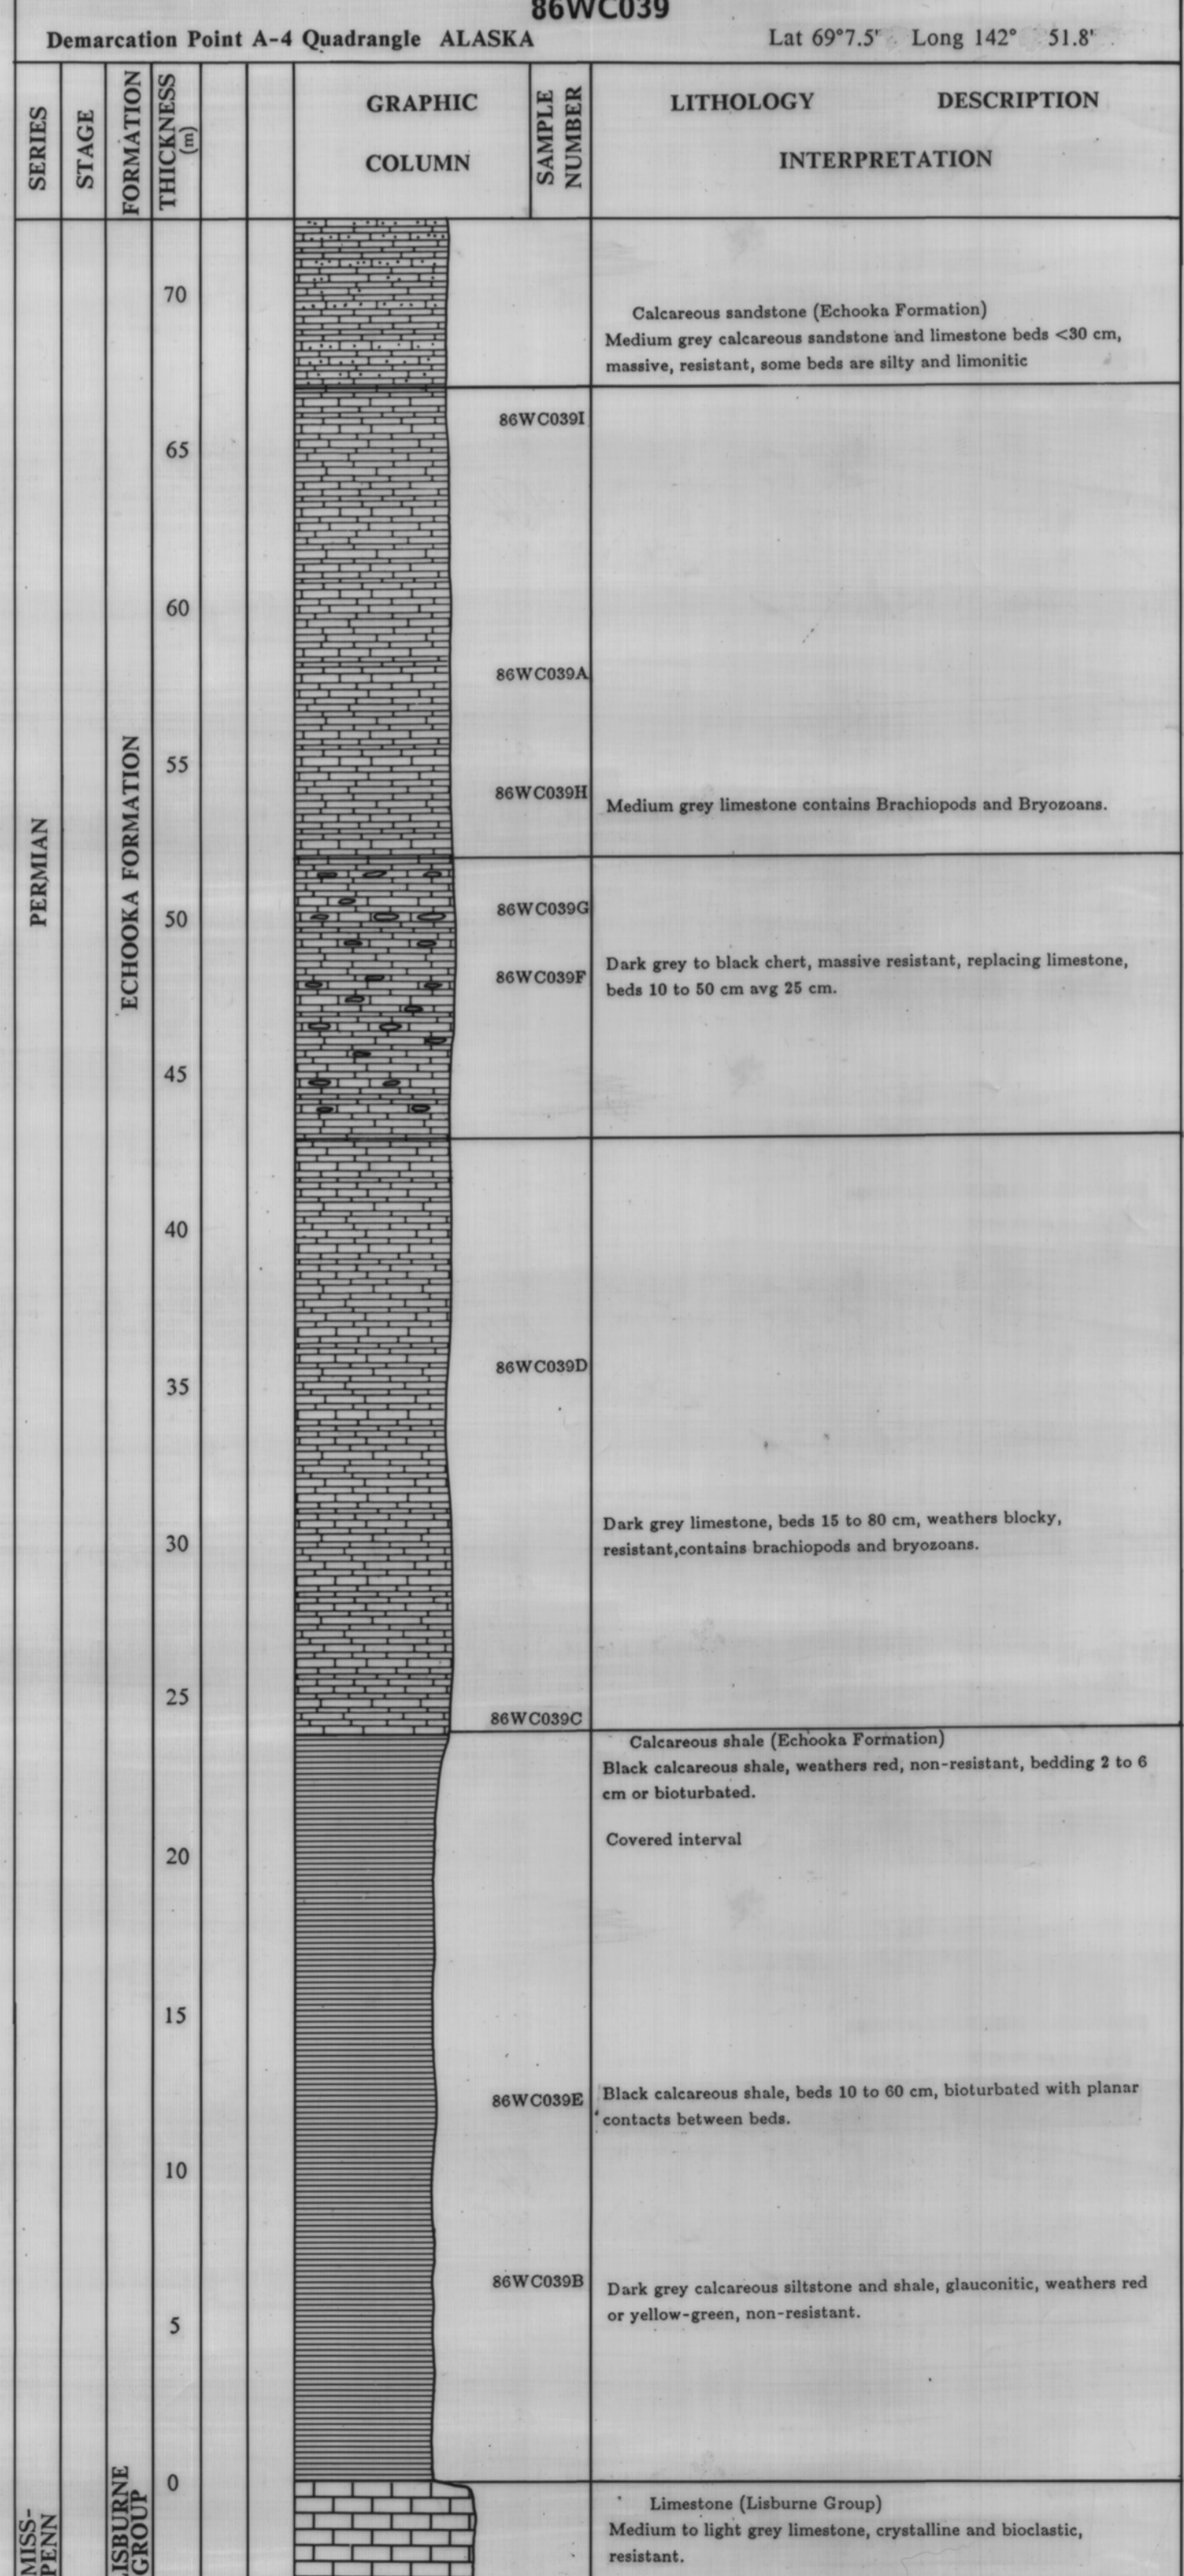 86WC039
Demarcation Point A-4 Quadrangle ALASKA Lat 69°7.5' Long 142° 51.8'
SERIES
STAGE
FORMATION
THICKNESS
(m)
GRAPHIC
COLUMN
SAMPLE
NUMBER
LITHOLOGY DESCRIPTION
INTERPRETATION
70
Calcareous sandstone (Echooka Formation)
Medium grey calcareous sandstone and limestone beds <30 cm,
massive, resistant, some beds are silty and limonitic
86WC039I
65
60
86WC039A
55
86WC039H
Medium grey limestone contains Brachiopods and Bryozoans.
PERMIAN
ECHOOKA FORMATION
50
86WC039G
86WC039F
Dark grey to black chert, massive resistant, replacing limestone,
beds 10 to 50 cm avg 25 cm.
45
40
86WC039D
35
30
Dark grey limestone, beds 15 to 80 cm, weathers blocky,
resistant,contains brachiopods and bryozoans.
25
86WC039C
Calcareous shale (Echooka Formation)
Black calcareous shale, weathers red, non-resistant, bedding 2 to 6
cm or bioturbated.
Covered interval
20
15
86WC039E
Black calcareous shale, beds 10 to 60 cm, bioturbated with planar
contacts between beds.
10
86WC039B
Dark grey calcareous siltstone and shale, glauconitic, weathers red
or yellow-green, non-resistant.
5
0
MISS-
PENN
LISBURNE
GROUP
Limestone (Lisburne Group)
Medium to light grey limestone, crystalline and bioclastic,
resistant.